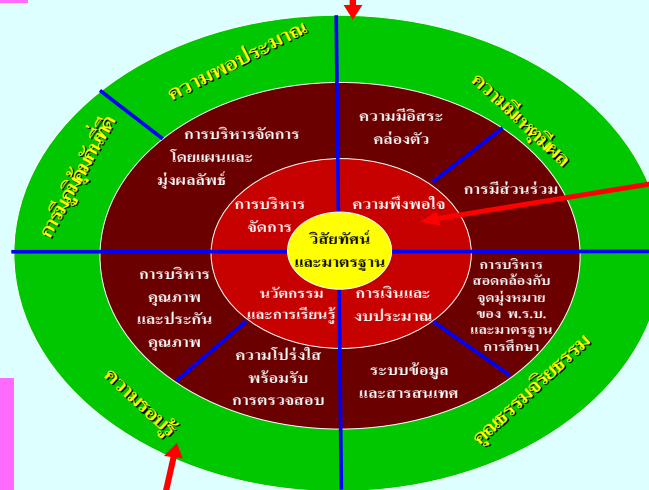 ความพอประมาณ
ความมีเหตุมีผล
การมีภูมิคุ้มกันที่ดี
การบริหารจัดการ
โดยแผนและ
มุ่งผลลัพธ์
ความมีอิสระ
คล่องตัว
การมีส่วนร่วม
การบริหาร
จัดการ
ความพึงพอใจ
วิสัยทัศน์
และมาตรฐาน
นวัตกรรม
และการเรียนรู้
การเงินและ
งบประมาณ
การบริหาร
คุณภาพ
และประกัน
คุณภาพ
การบริหาร
สอดคล้องกับ
จุดมุ่งหมาย
ของ พ.ร.บ.
และมาตรฐาน
การศึกษา
ความโปร่งใส
พร้อมรับ
การตรวจสอบ
ระบบข้อมูล
และสารสนเทศ
ความรอบรู้
คุณธรรมจริยธรรม